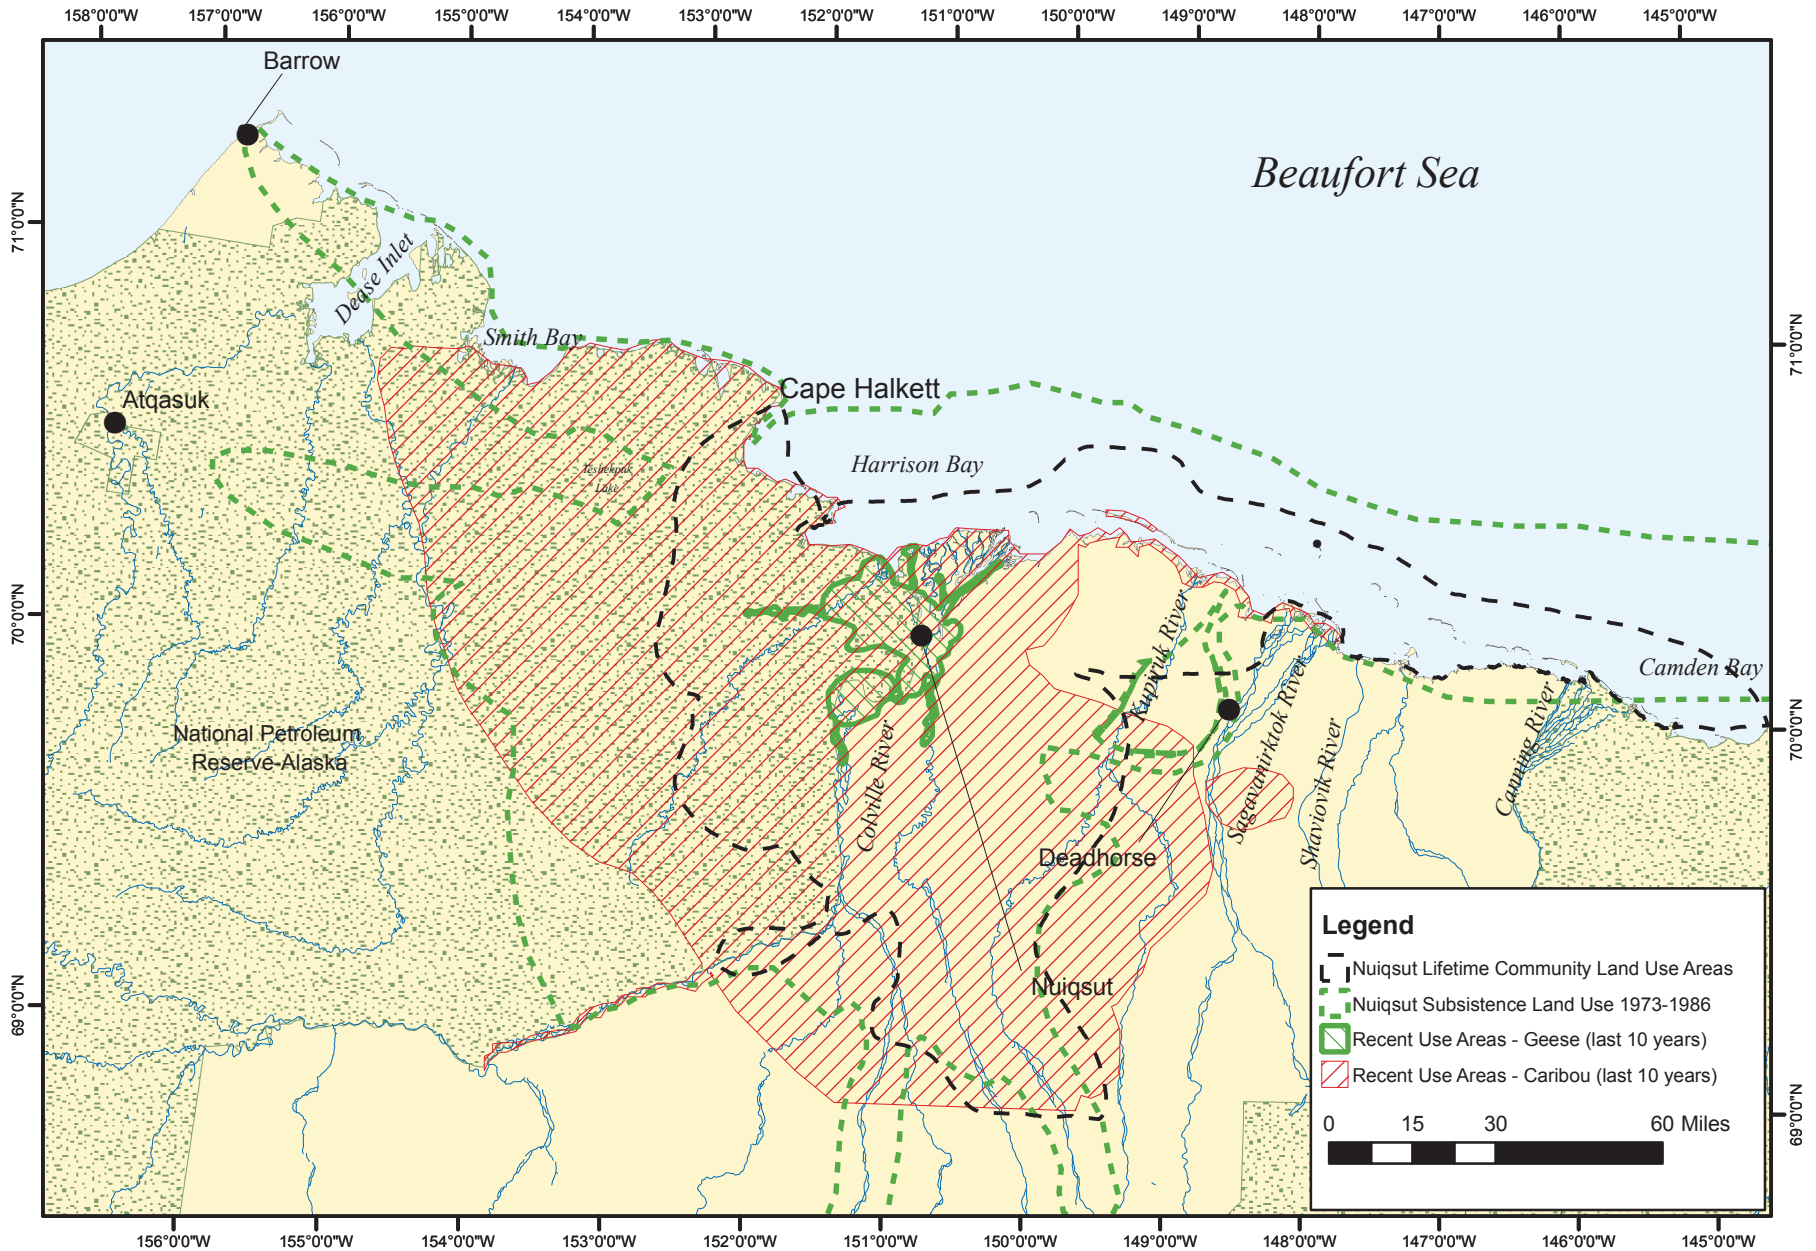 158°0'0"W 157°0'0"W 156°0'0"W 155°0'0"W 154°0'0"W 153°0'0"W 152°0'0"W 151°0'0"W 150°0'0"W 149°0'0"W 148°0'0"W 147°0'0"W 146°0'0"W 145°0'0"W
Barrow
Beaufort Sea
71°0'0"N
71°0'0"N
Dease Inlet
Smith Bay
Cape Halkett
Atqasuk
Harrison Bay
Teshekpuk
Lake
70°0'0"N
70°0'0"N
Kupiruk River
Camden Bay
National Petroleum
Reserve-Alaska
Colville River
Sagavanirktok River
Shaviovik River
Canning River
Deadhorse
Nuiqsut
69°0'0"N
69°0'0"N
Legend
Nuiqsut Lifetime Community Land Use Areas
Nuiqsut Subsistence Land Use 1973-1986
Recent Use Areas - Geese (last 10 years)
Recent Use Areas - Caribou (last 10 years)
0 15 30 60 Miles
156°0'0"W 155°0'0"W 154°0'0"W 153°0'0"W 152°0'0"W 151°0'0"W 150°0'0"W 149°0'0"W 148°0'0"W 147°0'0"W 146°0'0"W 145°0'0"W